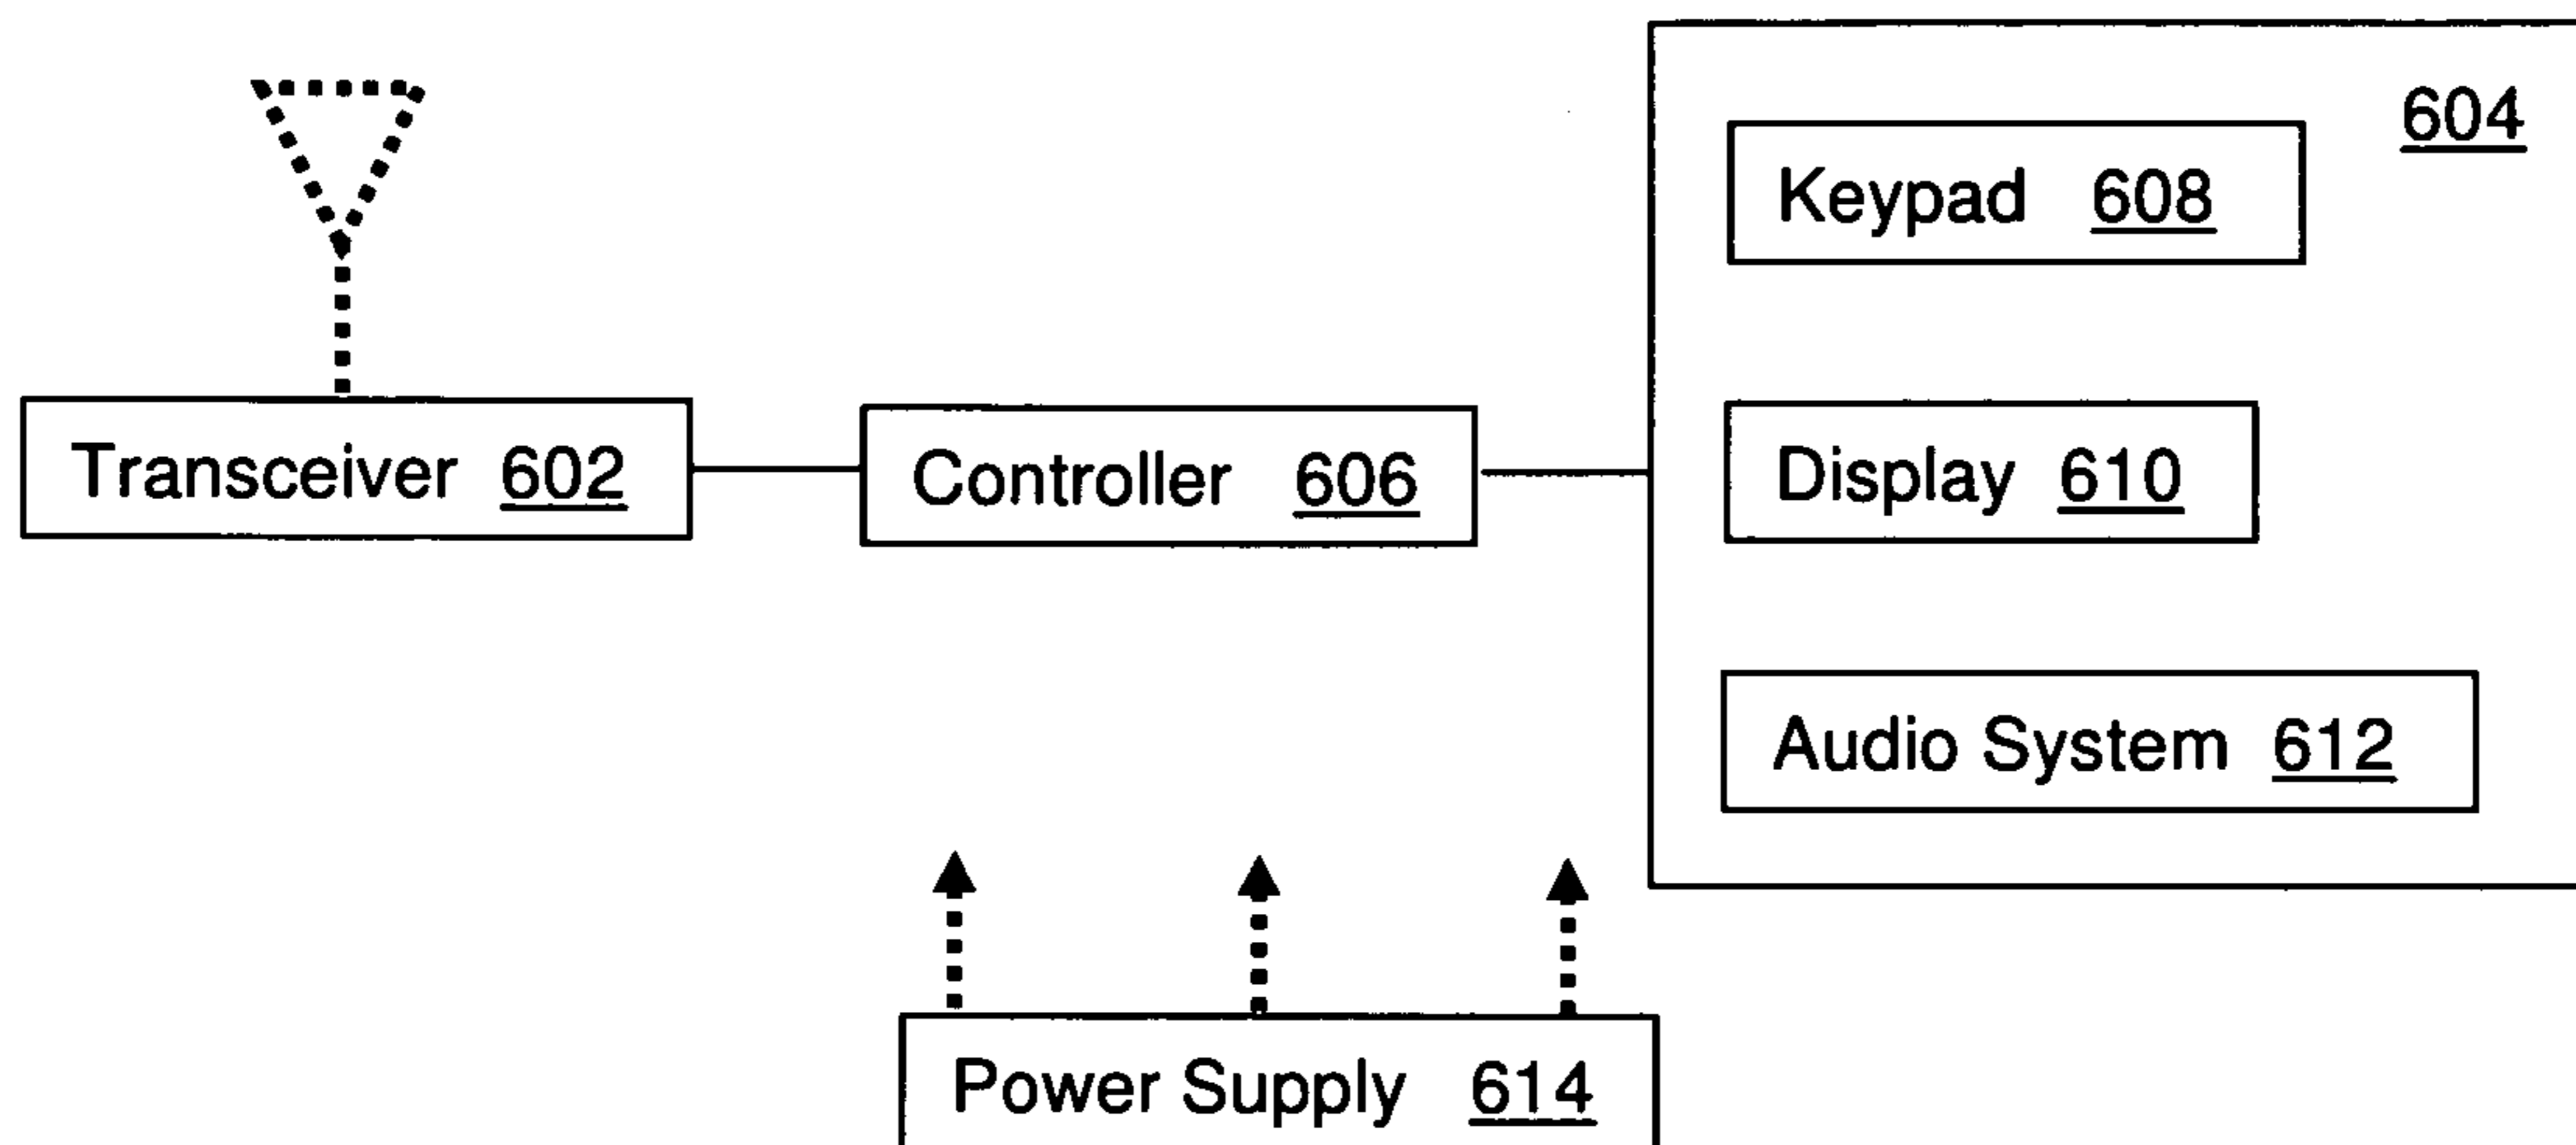 604
Keypad 608
Transceiver 602
Controller 606
Display 610
Audio System 612
Power Supply 614